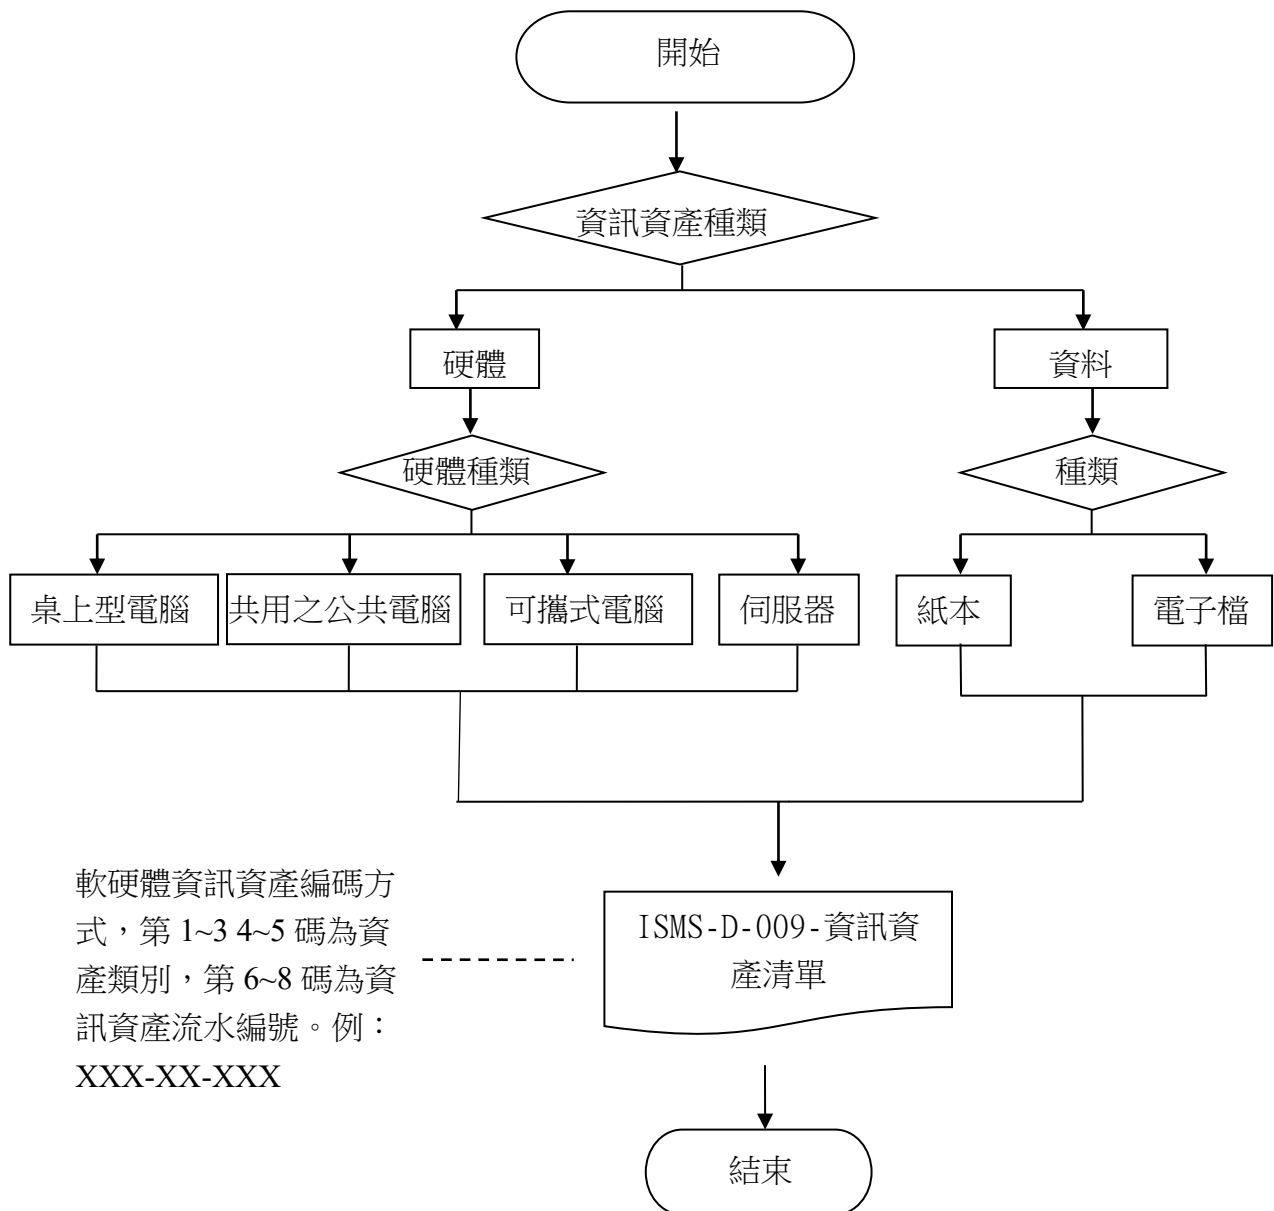 開始
資訊資產種類
硬體
資料
硬體種類
種類
桌上型電腦
共用之公共電腦
可攜式電腦
伺服器
紙本
電子檔
軟硬體資訊資產編碼方
式，第 1~3 4~5 碼為資
產類別，第 6~8 碼為資
訊資產流水編號。例：
XXX-XX-XXX
ISMS-D-009-資訊資
產清單
結束